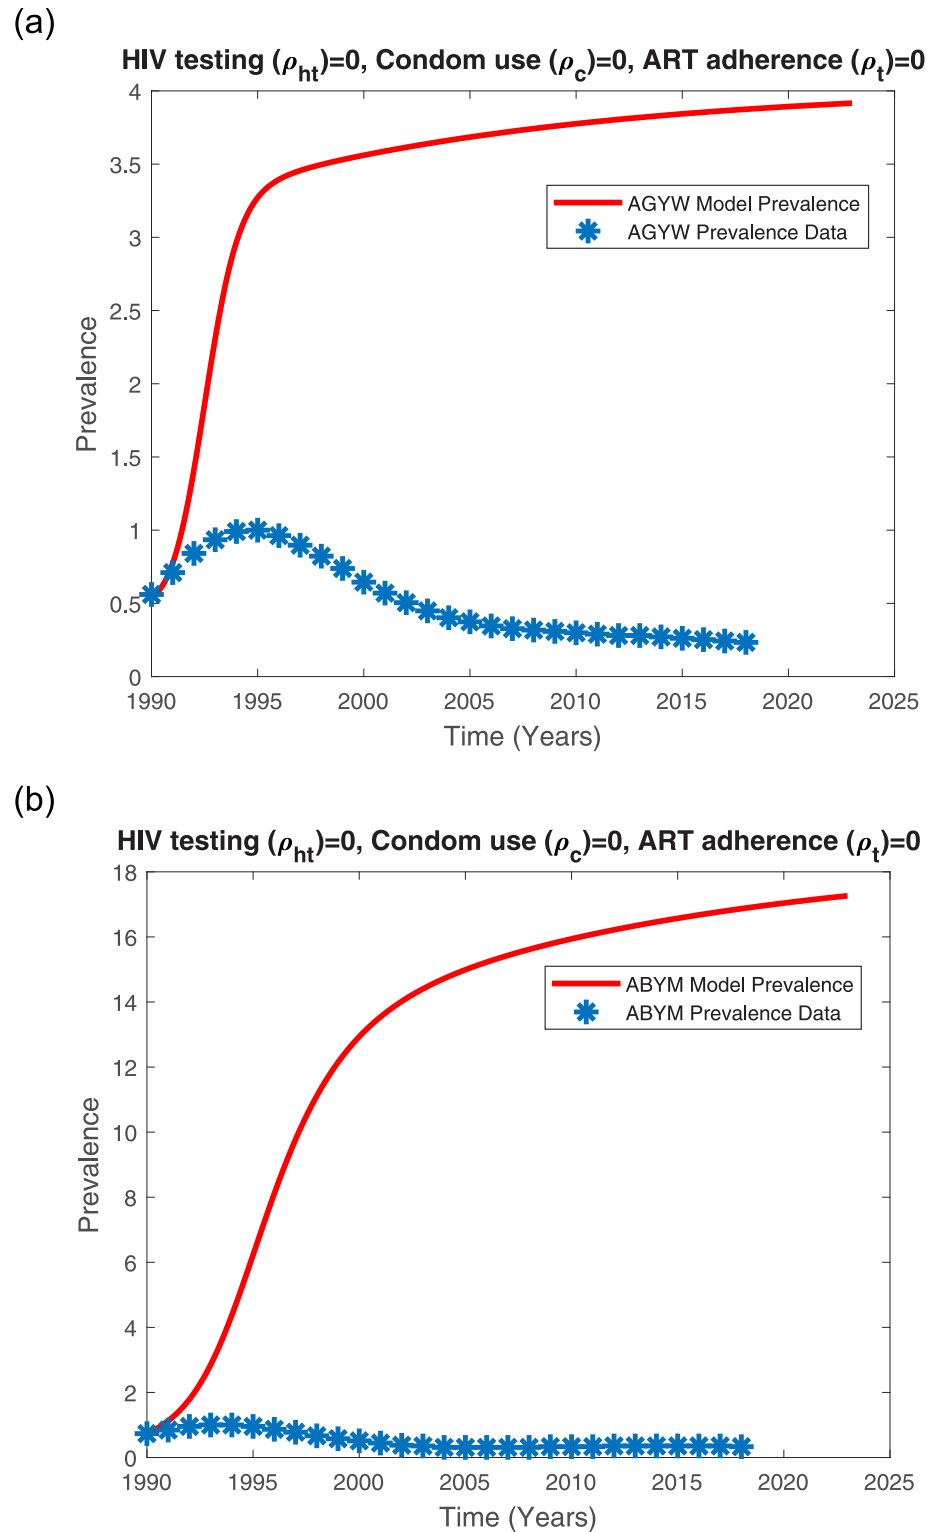 (a)
HIV testing (ρht)=0, Condom use (ρc)=0, ART adherence (ρt)=0
4
3.5
3
2.5
2
1.5
1
0.5
0
Prevalence
AGYW Model Prevalence
AGYW Prevalence Data
1990 1995 2000 2005 2010 2015 2020 2025
Time (Years)
(b)
HIV testing (ρht)=0, Condom use (ρc)=0, ART adherence (ρt)=0
18
16
14
12
10
8
6
4
2
0
Prevalence
ABYM Model Prevalence
ABYM Prevalence Data
1990 1995 2000 2005 2010 2015 2020 2025
Time (Years)